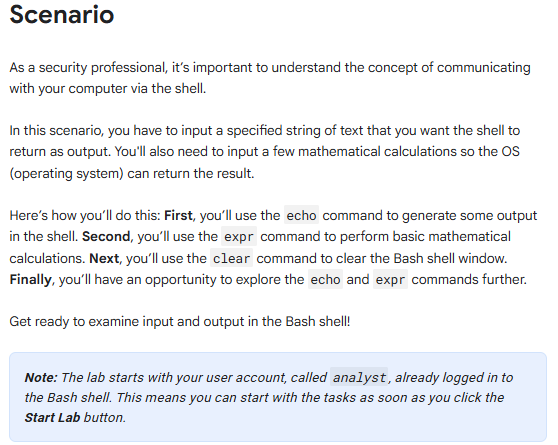 Scenario
As a security professional, it's important to understand the concept of communicating
with your computer via the shell.
In this scenario, you have to input a specified string of text that you want the shell to
return as output. You'll also need to input a few mathematical calculations so the OS
(operating system) can return the result.
Here's how you'll do this: First, you'll use the echo command to generate some output
in the shell. Second, you'll use the expr command to perform basic mathematical
calculations. Next, you'll use the clear command to clear the Bash shell window.
Finally, you'll have an opportunity to explore the echo and expr commands further.
Get ready to examine input and output in the Bash shell!
Note: The lab starts with your user account, called analyst, already logged in to
the Bash shell. This means you can start with the tasks as soon as you click the
Start Lab button.